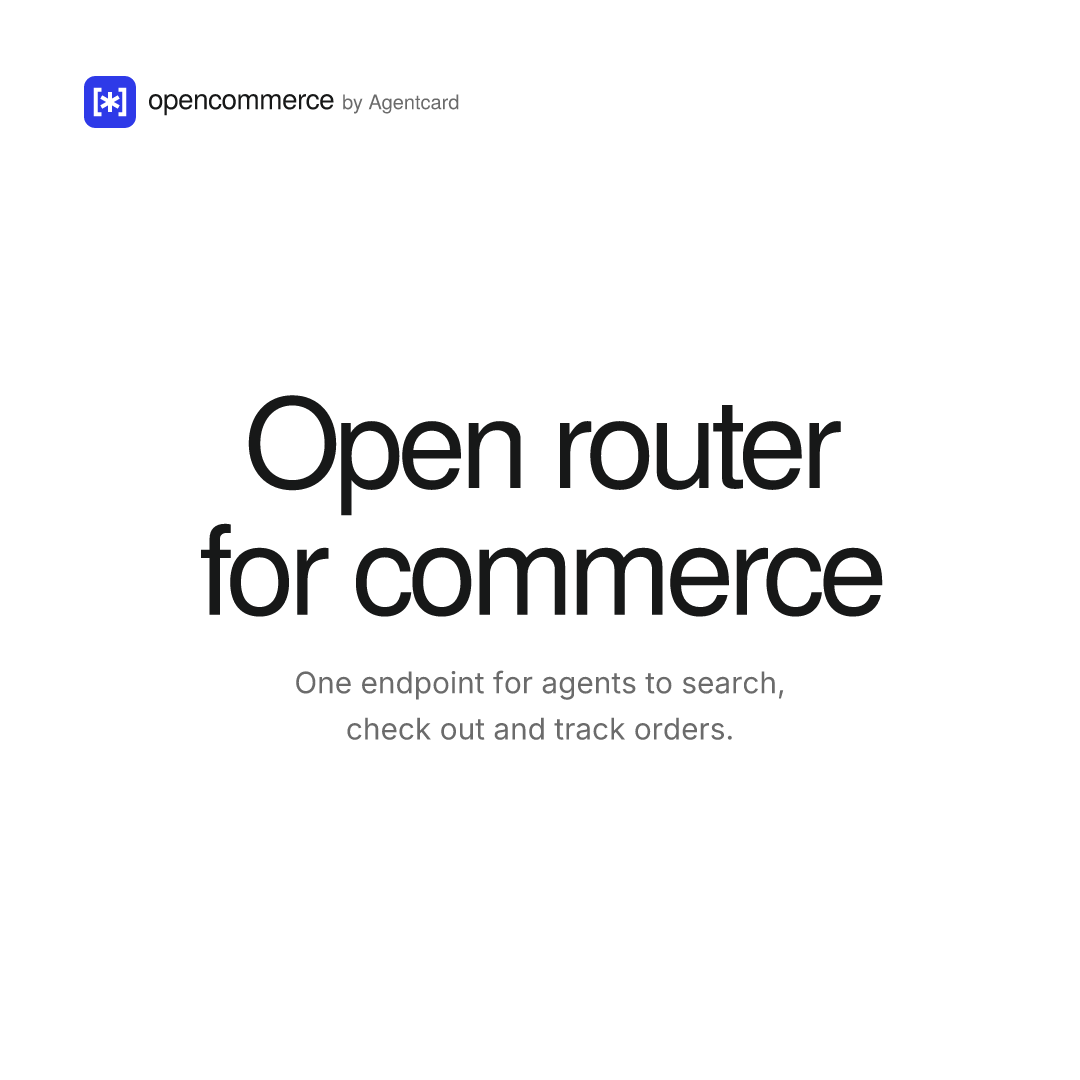 [*] opencommerce by Agentcard
Open router
for commerce
One endpoint for agents to search,
check out and track orders.